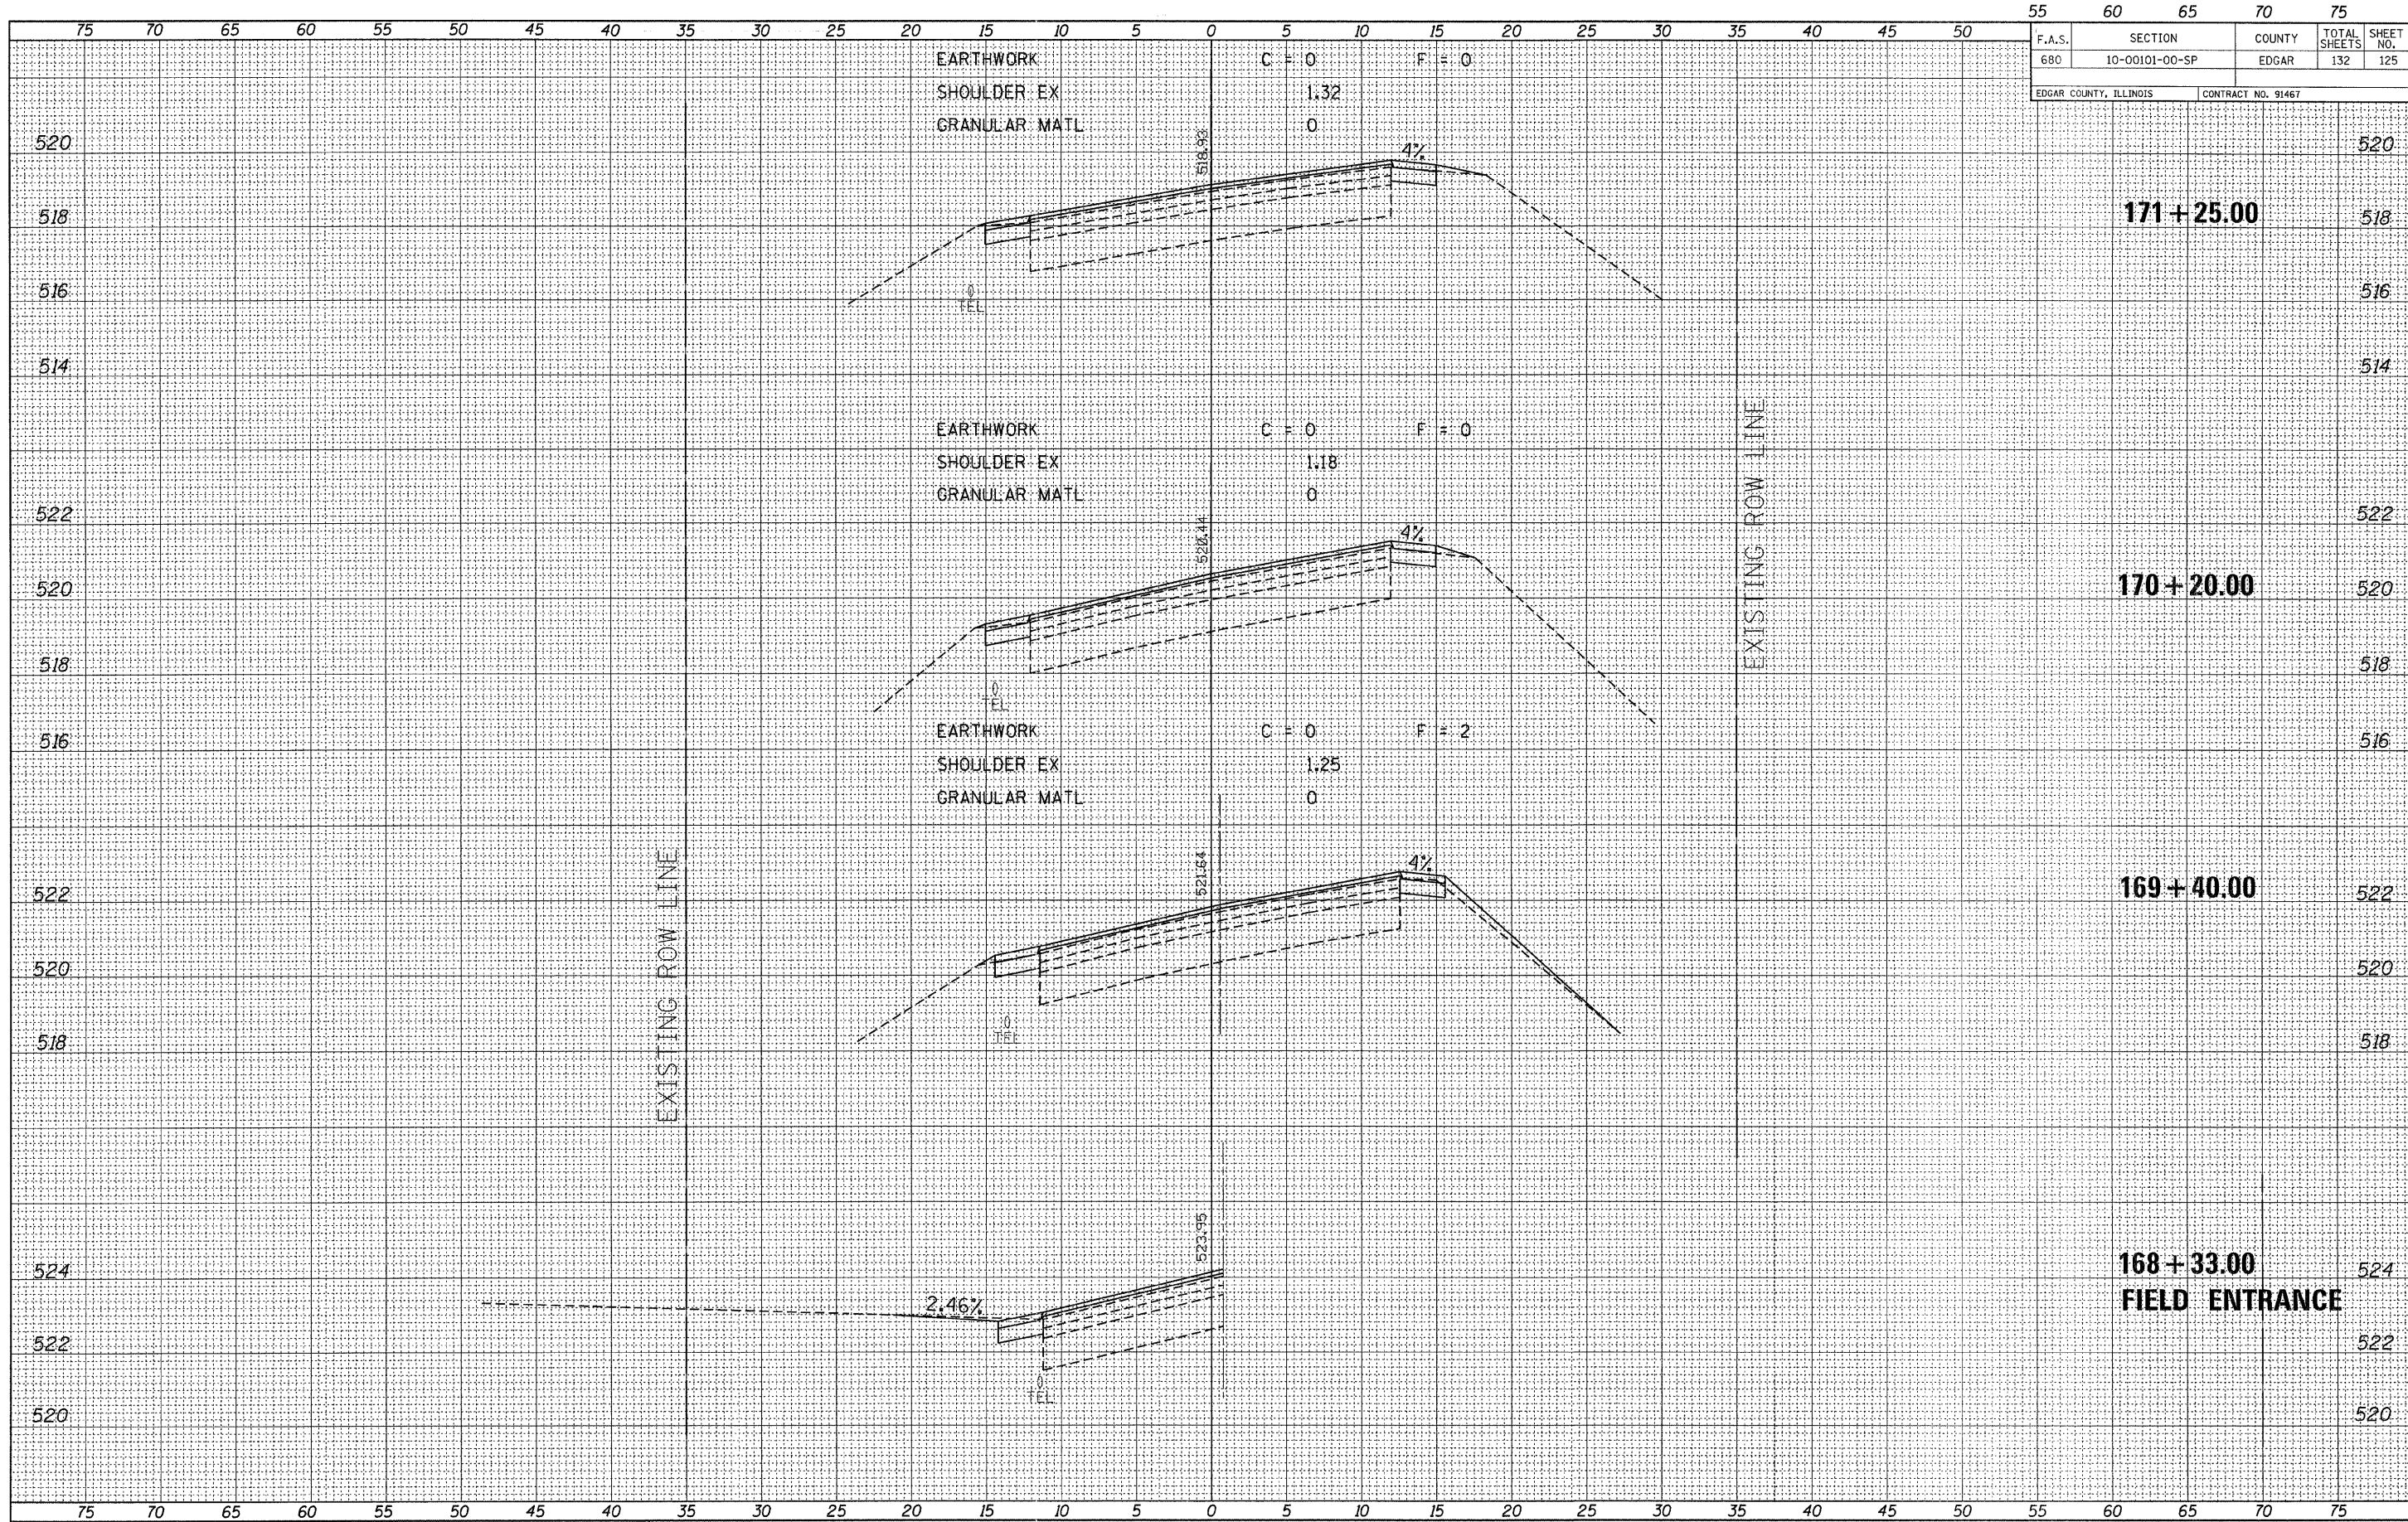 55 60 65 70 75
75 70 65 60 55 50 45 40 35 30 25 20 15 10 5 0 5 10 15 20 25 30 35 40 45 50
F.A.S. SECTION COUNTY TOTAL SHEETS SHEET NO.
680 10-00101-00-SP EDGAR 132 125
EDGAR COUNTY, ILLINOIS CONTRACT NO. 91467
EARTHWORK C = 0 F = 0
SHOULDER EX 1.32
GRANULAR MATL 0
520 518.93 4% 520
518 171+25.00 518
516 TEL 516
514 514
EARTHWORK C = 0 F = 0
SHOULDER EX 1.18
GRANULAR MATL 0
EXISTING ROW LINE
522 522
520.44 4%
520 170+20.00 520
518 518
TEL
EARTHWORK C = 0 F = 2
516 516
SHOULDER EX 1.25
GRANULAR MATL 0
EXISTING ROW LINE
521.64 4%
522 169+40.00 522
520 520
TEL
518 518
523.95
524 168+33.00 524
2.46% FIELD ENTRANCE
522 522
TEL
520 520
75 70 65 60 55 50 45 40 35 30 25 20 15 10 5 0 5 10 15 20 25 30 35 40 45 50 55 60 65 70 75